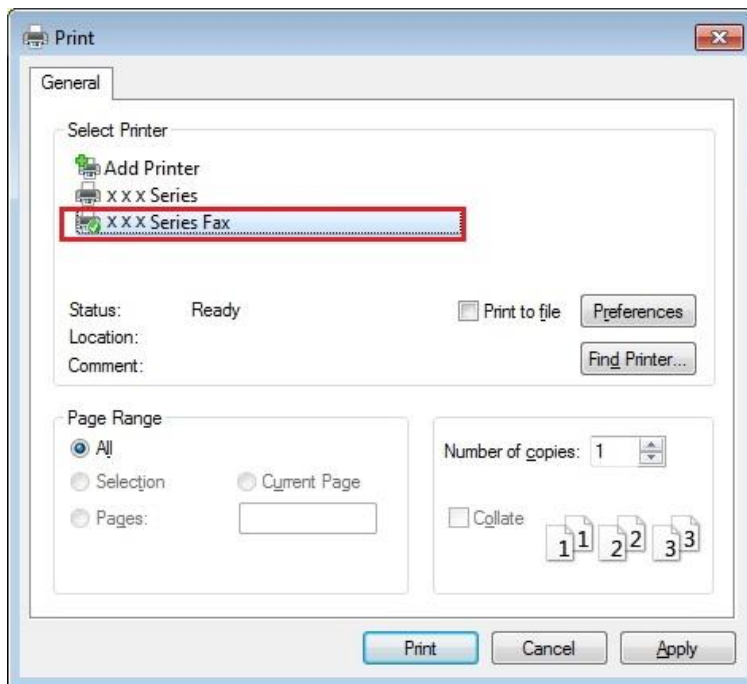 Print
General
Select Printer
Add Printer
X X X Series
X X X Series Fax
Status: Ready
Print to file
Preferences
Location:
Comment:
Find Printer...
Page Range
All
Selection
Current Page
Pages:
Number of copies: 1
Collate
1 1 2 2 3 3
Print
Cancel
Apply